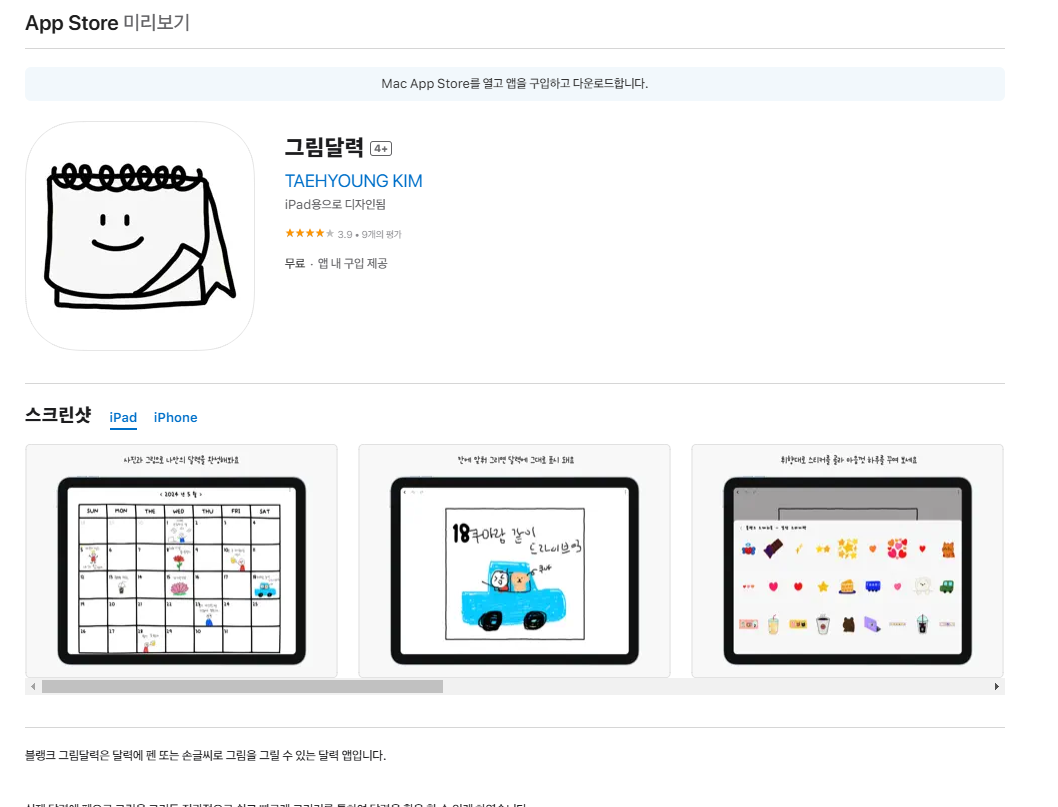 App Store 미리보기
Mac App Store를 열고 앱을 구입하고 다운로드합니다.
그림달력 4+
TAEHYOUNG KIM
iPad용으로 디자인됨
3.9 • 9개의 평가
무료 · 앱 내 구입 제공
스크린샷 iPad iPhone
사진과 그림으로 나만의 달력을 완성해봐요
칸에 맞춰 그리면 달력에 그대로 표시 돼요
취향대로 스티커를 골라 아름답게 하루를 꾸며 보세요
< 2024 년 5 월 >
SUN MON THE WED THU FRI SAT
18 쿠아랑 같이
드라이브역
블랭크 그림달력은 달력에 펜 또는 손글씨로 그림을 그릴 수 있는 달력 앱입니다.